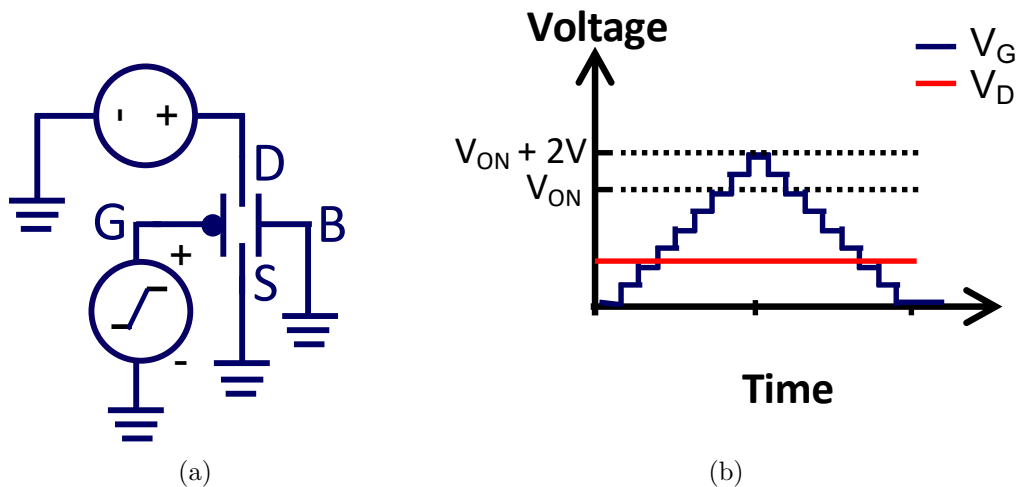 - +
D
G
B
+
S
-
(a)
Voltage
V_G
V_D
V_ON + 2V
V_ON
Time
(b)